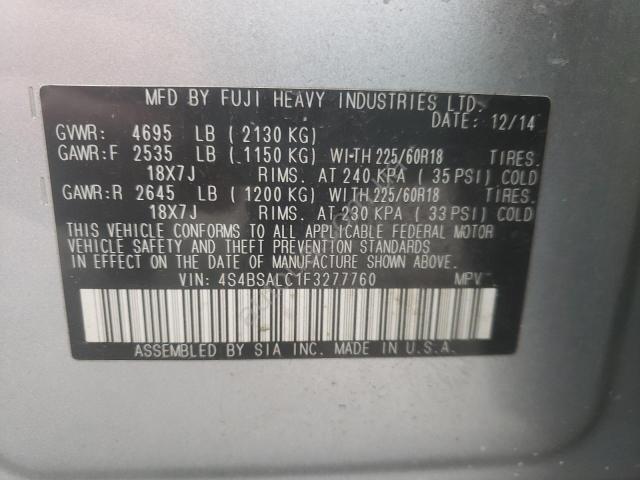 MFD BY FUJI HEAVY INDUSTRIES LTD.
DATE: 12/14
GVWR: 4695 LB (2130 KG)
GAWR:F 2535 LB (.1150 KG) WITH 225/60R18 TIRES.
18X7J RIMS. AT 240 KPA (35 PSI) COLD
GAWR:R 2645 LB (1200 KG) WITH 225/60R18 TIRES.
18X7J RIMS. AT 230 KPA (33 PSI) COLD
THIS VEHICLE CONFORMS TO ALL APPLICABLE FEDERAL MOTOR
VEHICLE SAFETY AND THEFT PREVENTION STANDARDS
IN EFFECT ON THE DATE OF MANUFACTURE SHOWN ABOVE.
VIN: 4S4BSALC1F3277760 MPV
ASSEMBLED BY SIA INC. MADE IN U.S.A.